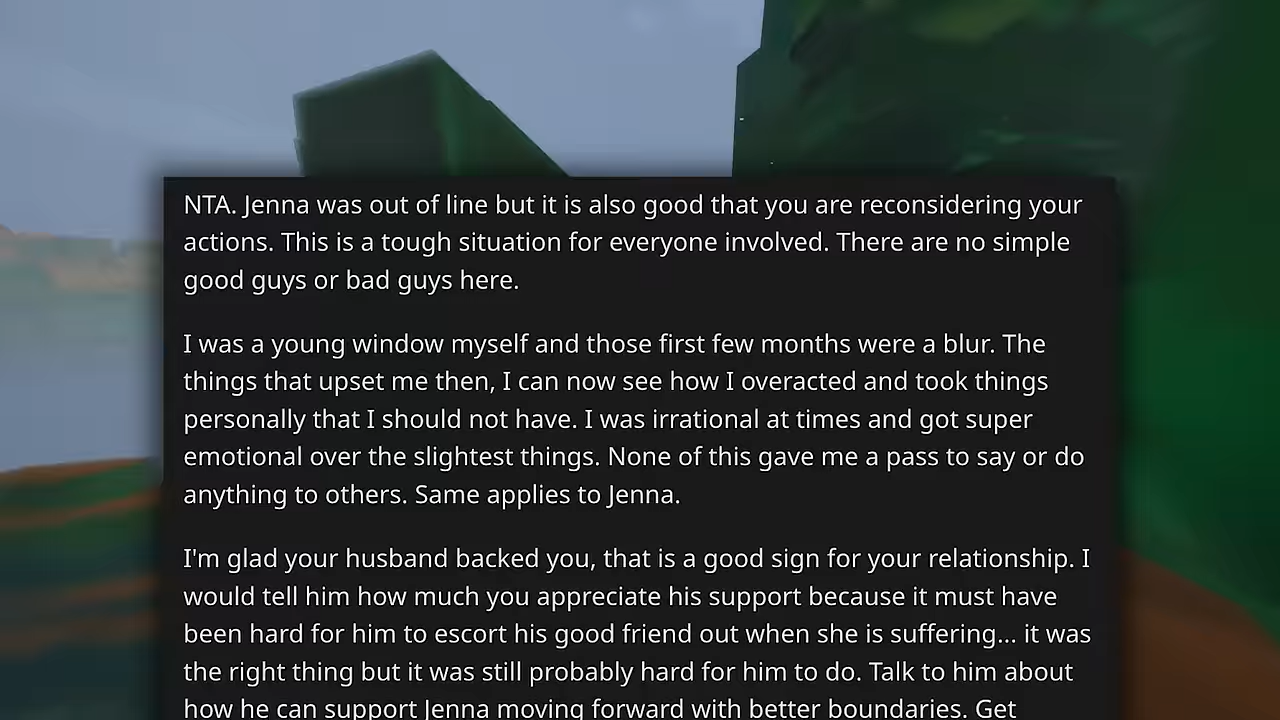 NTA. Jenna was out of line but it is also good that you are reconsidering your
actions. This is a tough situation for everyone involved. There are no simple
good guys or bad guys here.
I was a young window myself and those first few months were a blur. The
things that upset me then, I can now see how I overacted and took things
personally that I should not have. I was irrational at times and got super
emotional over the slightest things. None of this gave me a pass to say or do
anything to others. Same applies to Jenna.
I'm glad your husband backed you, that is a good sign for your relationship. I
would tell him how much you appreciate his support because it must have
been hard for him to escort his good friend out when she is suffering... it was
the right thing but it was still probably hard for him to do. Talk to him about
how he can support Jenna moving forward with better boundaries. Get